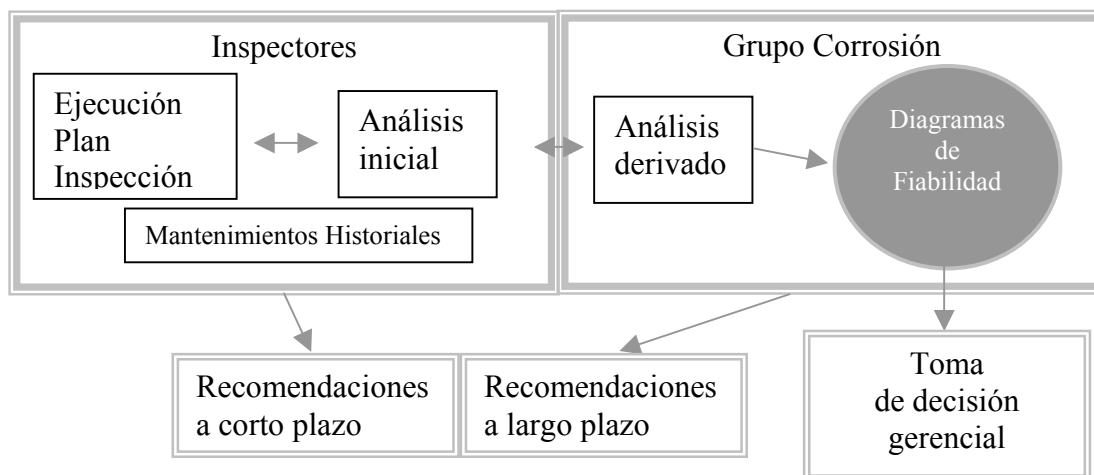 Inspectores
Grupo Corrosión
Ejecución
Plan
Inspección
Análisis
inicial
Mantenimientos Historiales
Análisis
derivado
Diagramas
de
Fiabilidad
Recomendaciones
a corto plazo
Recomendaciones
a largo plazo
Toma
de decisión
gerencial